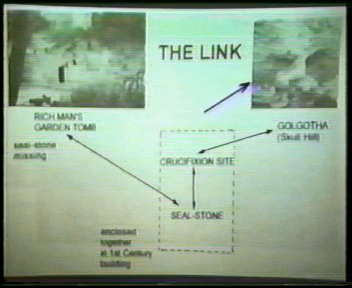 THE LINK
RICH MAN'S
GARDEN TOMB
seal-stone
missing
GOLGOTHA
(Skull Hill)
CRUCIFIXION SITE
SEAL-STONE
enclosed
together
in 1st Century
building